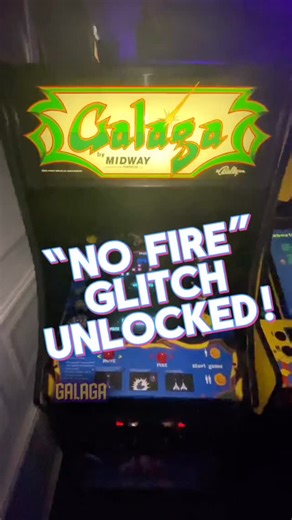 Galaga
by
MIDWAY
Bally
“NO FIRE”
GLITCH
UNLOCKED!
FIRE
Start game
GALAGA